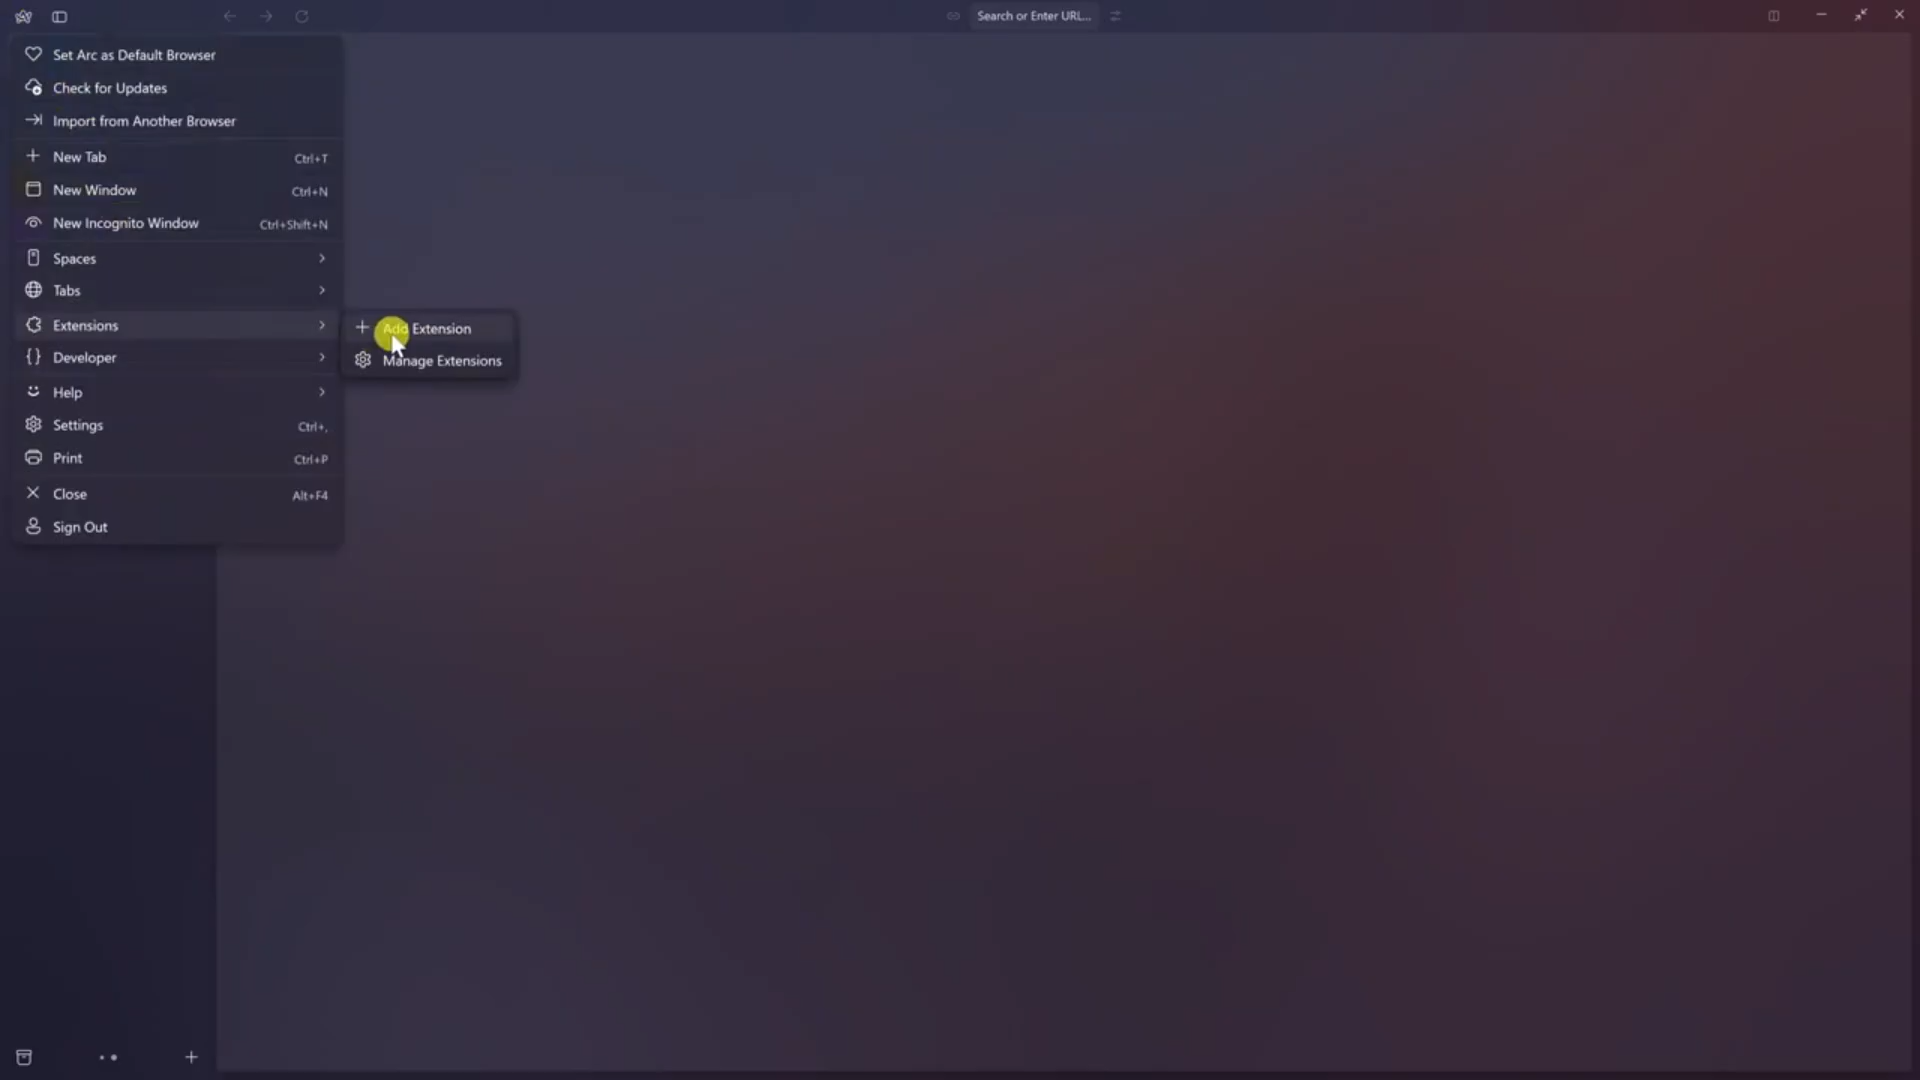 Search or Enter URL...
Set Arc as Default Browser
Check for Updates
Import from Another Browser
New Tab Ctrl+T
New Window Ctrl+N
New Incognito Window Ctrl+Shift+N
Spaces
Tabs
Extensions
Add Extension
Developer
Manage Extensions
Help
Settings Ctrl+,
Print Ctrl+P
Close Alt+F4
Sign Out